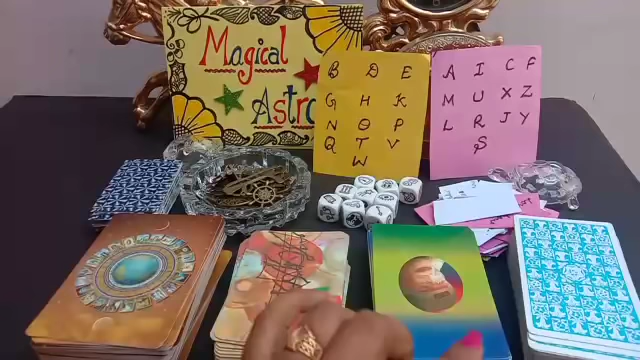 Magical
Astro
B D E
G H K
N O P
Q T V
W
A I C F
M U X Z
L R J Y
S